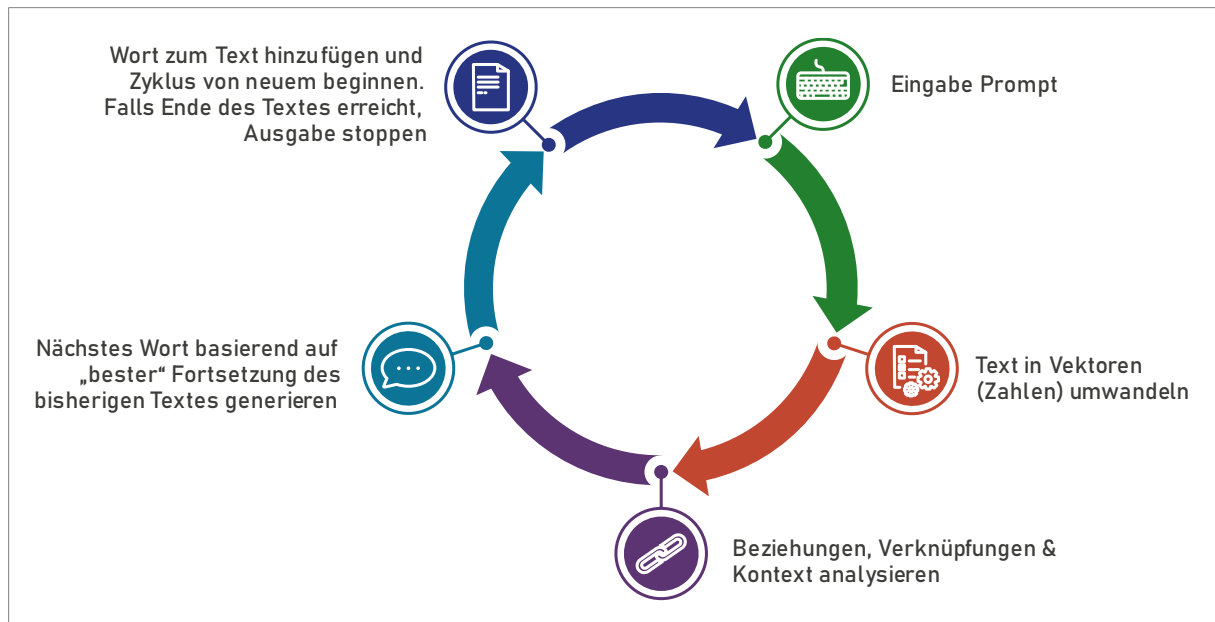 Wort zum Text hinzufügen und
Zyklus von neuem beginnen.
Falls Ende des Textes erreicht,
Ausgabe stoppen
Eingabe Prompt
Text in Vektoren
(Zahlen) umwandeln
Beziehungen, Verknüpfungen &
Kontext analysieren
Nächstes Wort basierend auf
„bester“ Fortsetzung des
bisherigen Textes generieren